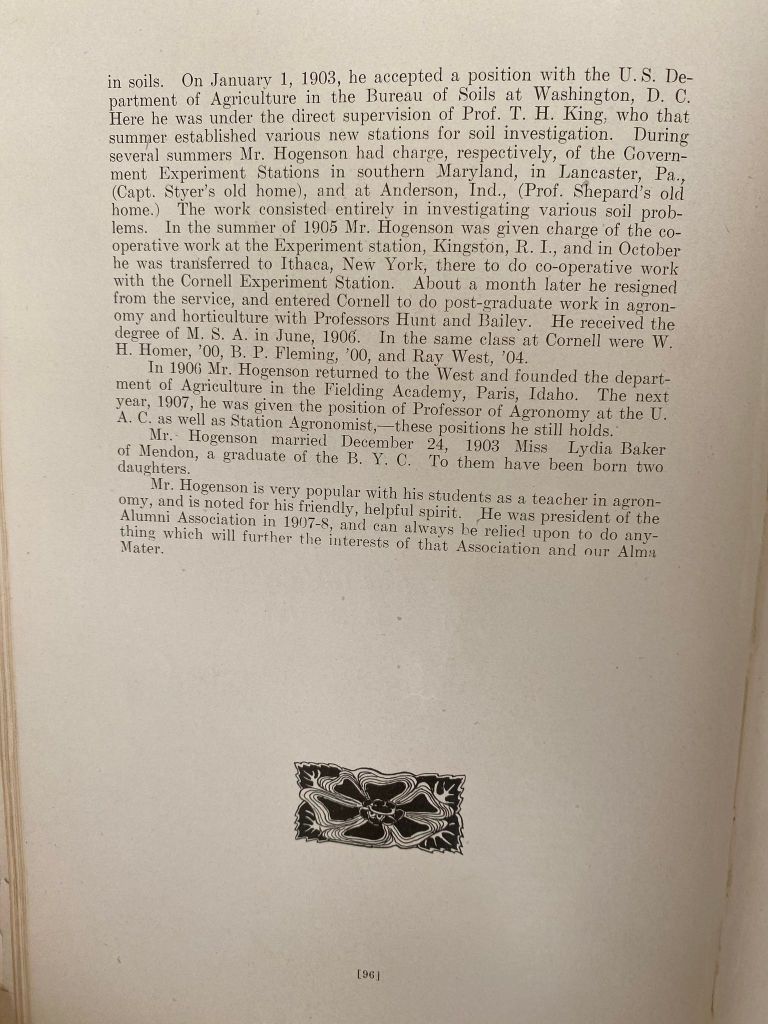 in soils. On January 1, 1903, he accepted a position with the U. S. De-
partment of Agriculture in the Bureau of Soils at Washington, D. C.
Here he was under the direct supervision of Prof. T. H. King, who that
summer established various new stations for soil investigation. During
several summers Mr. Hogenson had charge, respectively, of the Govern-
ment Experiment Stations in southern Maryland, in Lancaster, Pa.,
(Capt. Styer's old home), and at Anderson, Ind., (Prof. Shepard's old
home.) The work consisted entirely in investigating various soil prob-
lems. In the summer of 1905 Mr. Hogenson was given charge of the co-
operative work at the Experiment station, Kingston, R. I., and in October
he was transferred to Ithaca, New York, there to do co-operative work
with the Cornell Experiment Station. About a month later he resigned
from the service, and entered Cornell to do post-graduate work in agron-
omy and horticulture with Professors Hunt and Bailey. He received the
degree of M. S. A. in June, 1906. In the same class at Cornell were W.
H. Homer, '00, B. P. Fleming, '00, and Ray West, '04.
In 1906 Mr. Hogenson returned to the West and founded the depart-
ment of Agriculture in the Fielding Academy, Paris, Idaho. The next
year, 1907, he was given the position of Professor of Agronomy at the U.
A. C. as well as Station Agronomist,—these positions he still holds.
Mr. Hogenson married December 24, 1903 Miss Lydia Baker
of Mendon, a graduate of the B. Y. C. To them have been born two
daughters.
Mr. Hogenson is very popular with his students as a teacher in agron-
omy, and is noted for his friendly, helpful spirit. He was president of the
Alumni Association in 1907-8, and can always be relied upon to do any-
thing which will further the interests of that Association and our Alma
Mater.
[96]